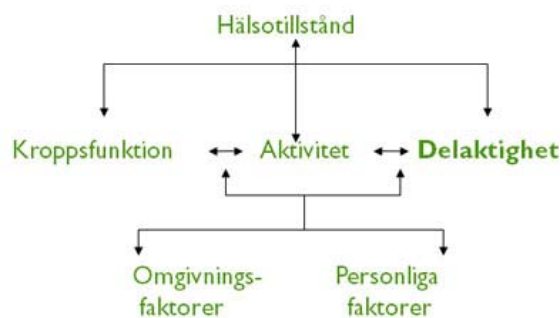 Hälsotillstånd
Kroppsfunktion
Aktivitet
Delaktighet
Omgivnings-
faktorer
Personliga
faktorer